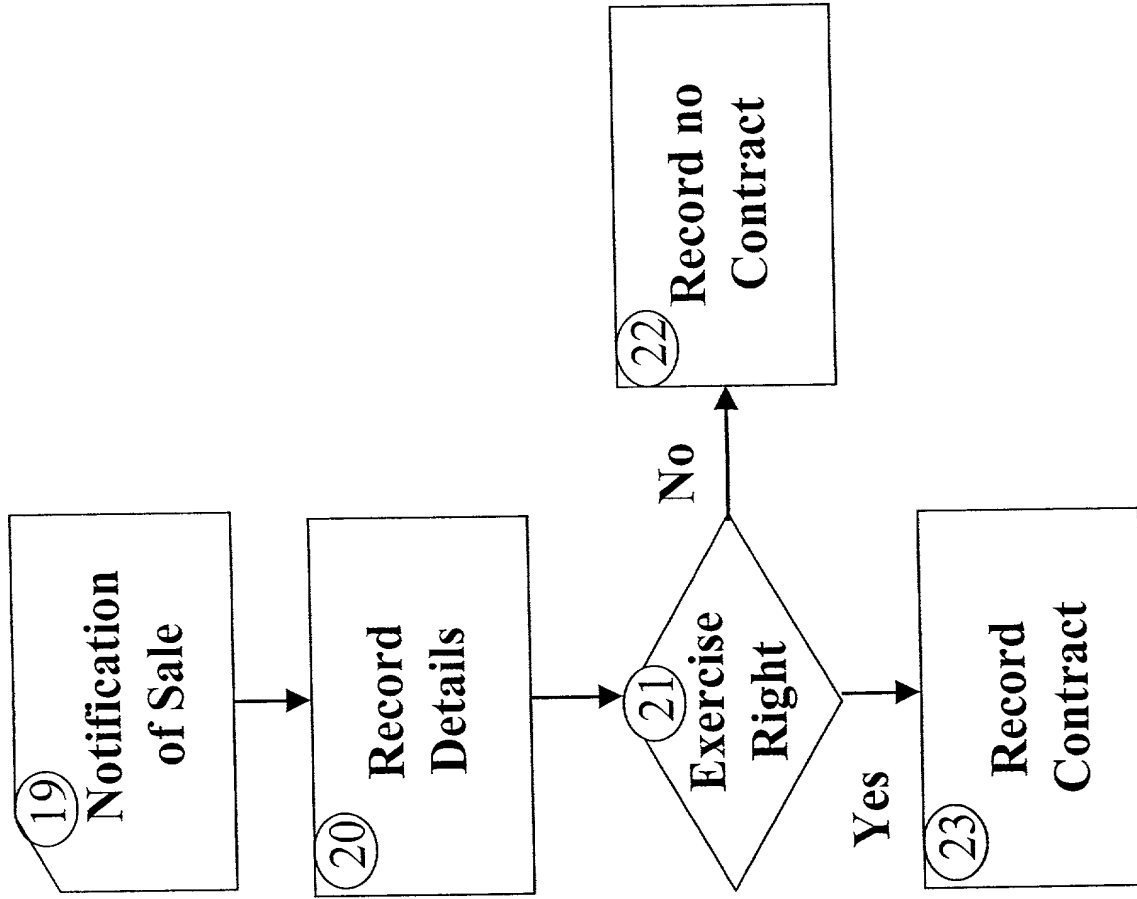 19
Notification
of Sale
20
Record
Details
21
Exercise
Right
No
22
Record no
Contract
Yes
23
Record
Contract